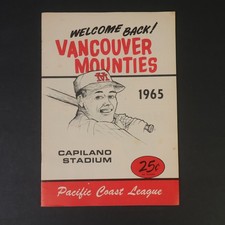 WELCOME BACK!
VANCOUVER
MOUNTIES
M
1965
CAPILANO
STADIUM
25¢
Pacific Coast League